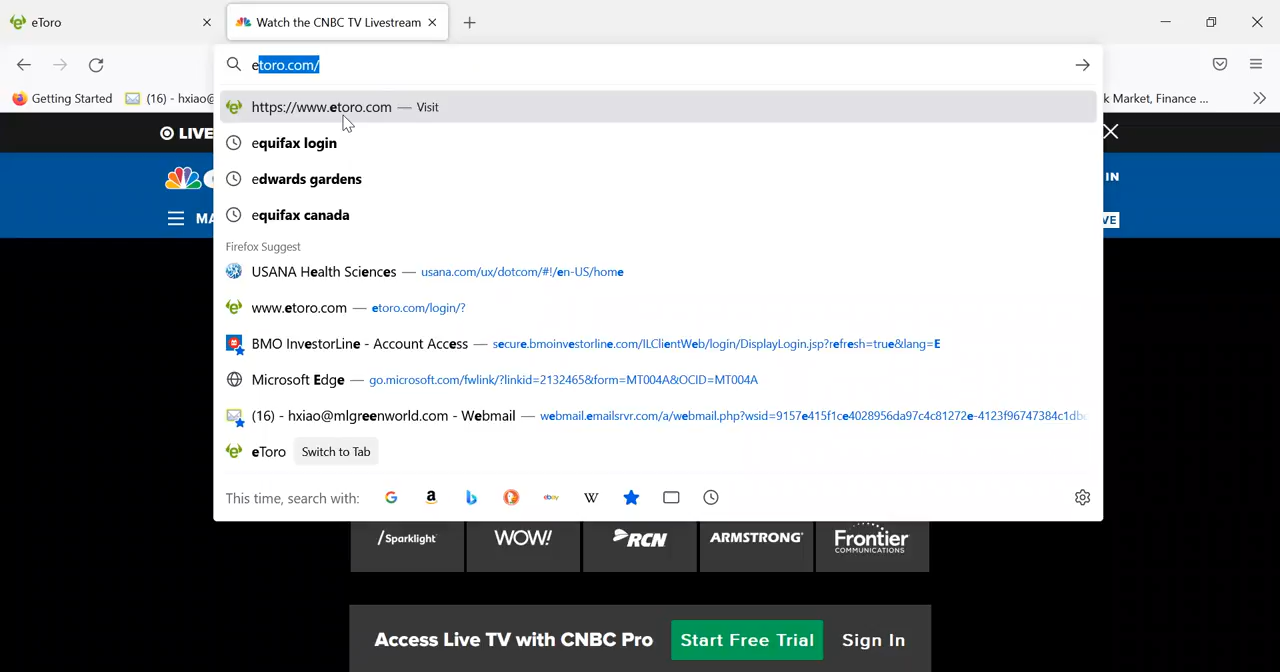 eToro
Watch the CNBC TV Livestream
etoro.com/
Getting Started
(16) - hxiao@
k Market, Finance ...
https://www.etoro.com — Visit
LIVE
equifax login
IN
edwards gardens
equifax canada
MA
VE
Firefox Suggest
USANA Health Sciences — usana.com/ux/dotcom/#!/en-US/home
www.etoro.com — etoro.com/login/?
BMO InvestorLine - Account Access — secure.bmoinvestorline.com/ILClientWeb/login/DisplayLogin.jsp?refresh=true&lang=E
Microsoft Edge — go.microsoft.com/fwlink/?linkid=2132465&form=MT004A&OCID=MT004A
(16) - hxiao@mlgreenworld.com - Webmail — webmail.emailsrvr.com/a/webmail.php?wsid=9157e415f1ce4028956da97c4c81272e-4123f96747384c1dbc
eToro Switch to Tab
This time, search with:
a
ebay
W
/Sparklight
WOW!
RCN
ARMSTRONG
Frontier
COMMUNICATIONS
Access Live TV with CNBC Pro
Start Free Trial
Sign In